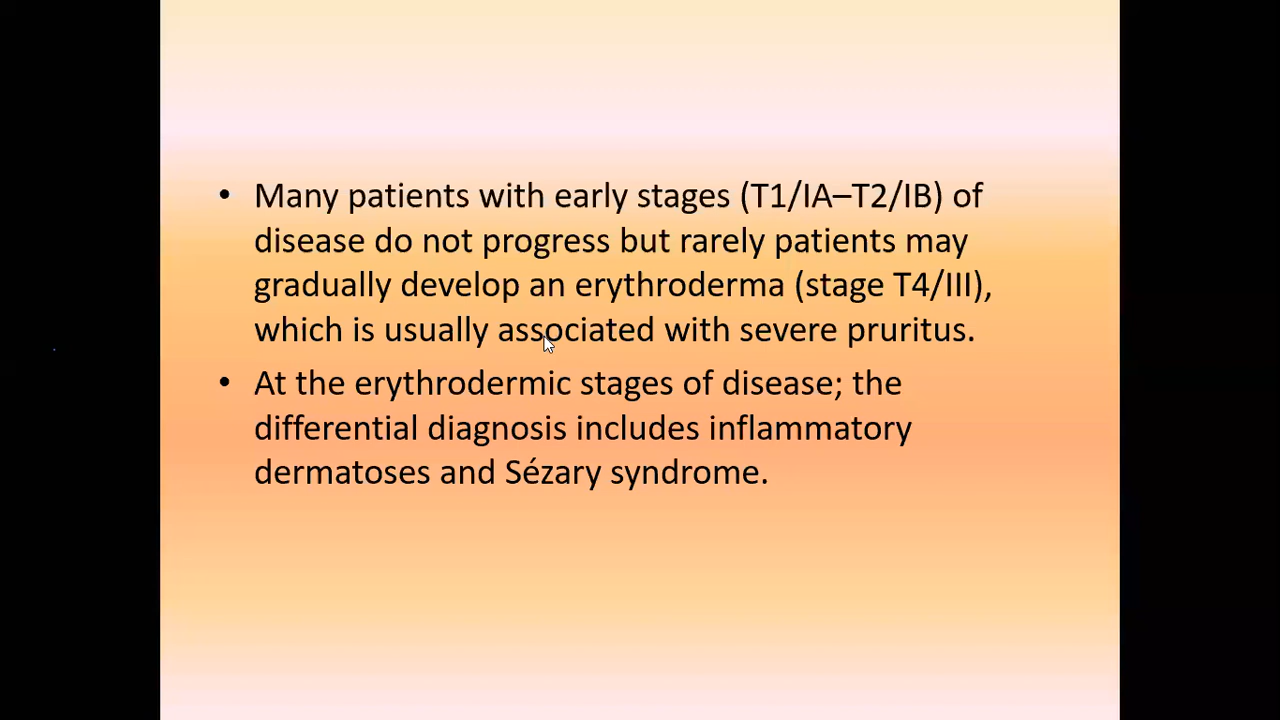 • Many patients with early stages (T1/IA–T2/IB) of
disease do not progress but rarely patients may
gradually develop an erythroderma (stage T4/III),
which is usually associated with severe pruritus.
• At the erythrodermic stages of disease; the
differential diagnosis includes inflammatory
dermatoses and Sézary syndrome.